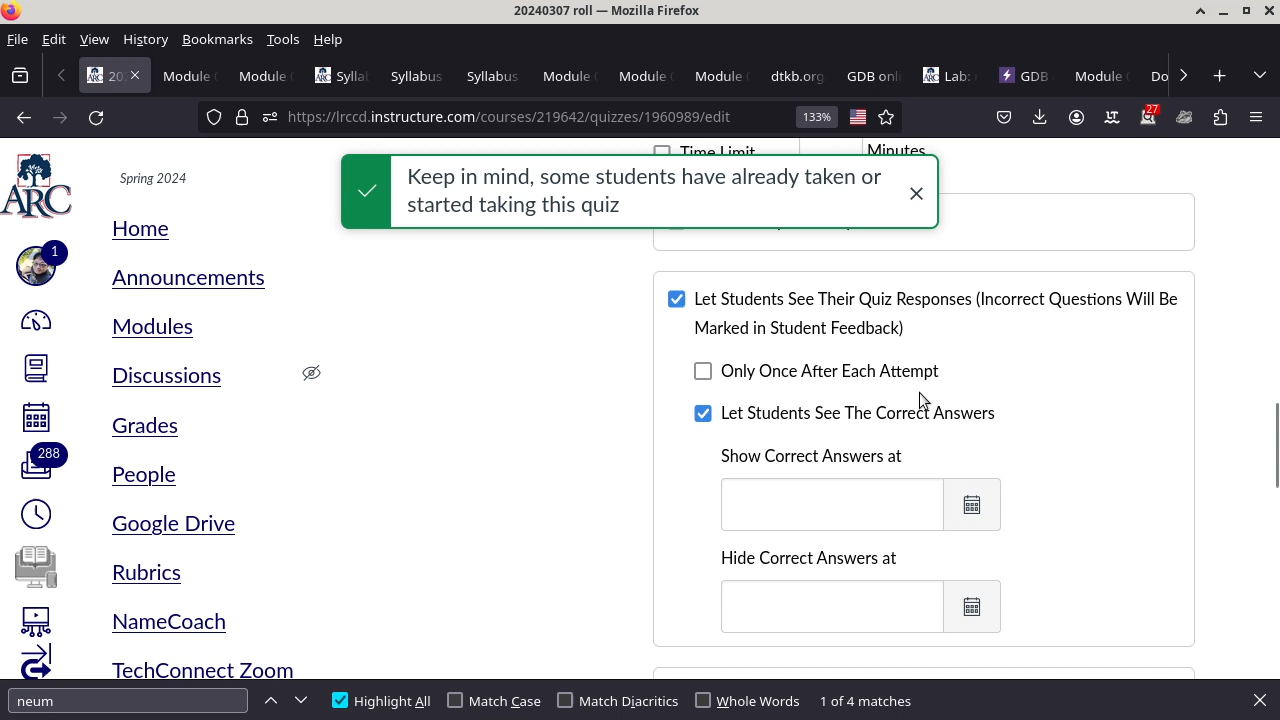 20240307 roll — Mozilla Firefox
File Edit View History Bookmarks Tools Help
20 Module Module Sylla Syllabus Syllabus Module Module Module dtkb.org GDB onli Lab: GDB Module Do
https://lrccd.instructure.com/courses/219642/quizzes/1960989/edit 133% 27
ARC
Spring 2024
Time Limit Minutes
Keep in mind, some students have already taken or
started taking this quiz
1
288
Home
Announcements
Modules
Discussions
Grades
People
Google Drive
Rubrics
NameCoach
TechConnect Zoom
Let Students See Their Quiz Responses (Incorrect Questions Will Be
Marked in Student Feedback)
Only Once After Each Attempt
Let Students See The Correct Answers
Show Correct Answers at
Hide Correct Answers at
neum Highlight All Match Case Match Diacritics Whole Words 1 of 4 matches